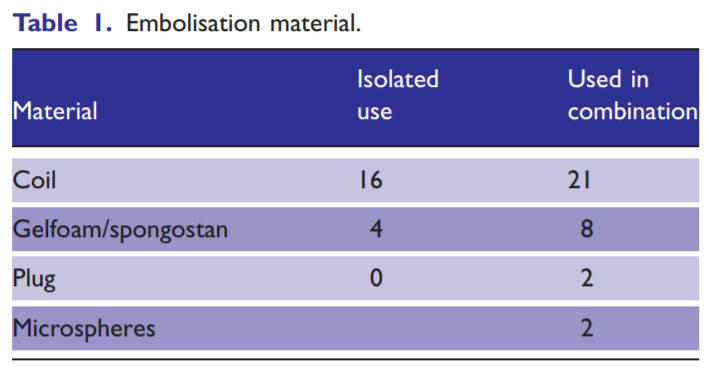 Table 1. Embolisation material.
Isolated Used in
Material use combination
Coil 16 21
Gelfoam/spongostan 4 8
Plug 0 2
Microspheres 2